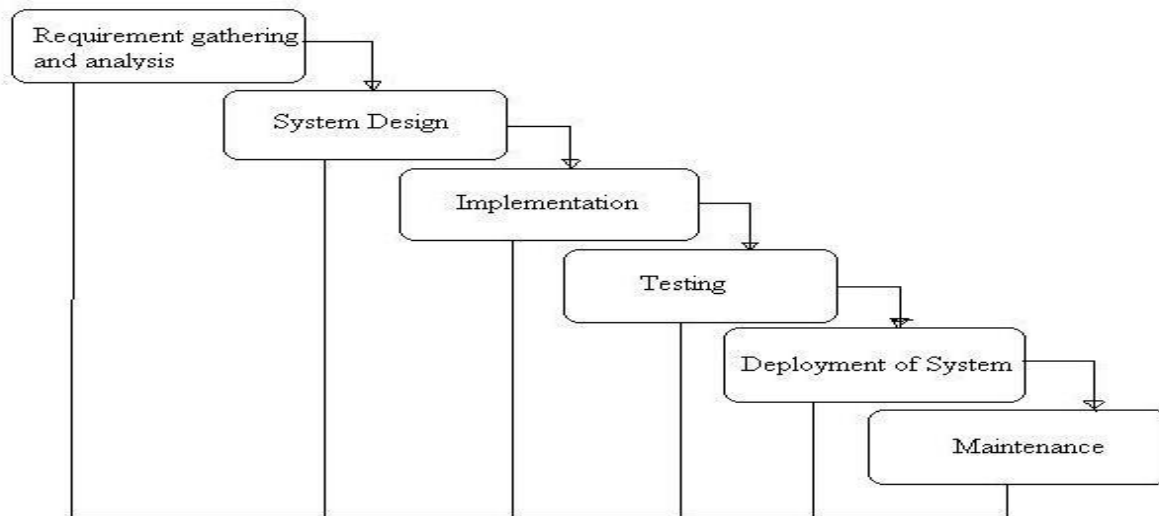 Requirement gathering
and analysis
System Design
Implementation
Testing
Deployment of System
Maintenance